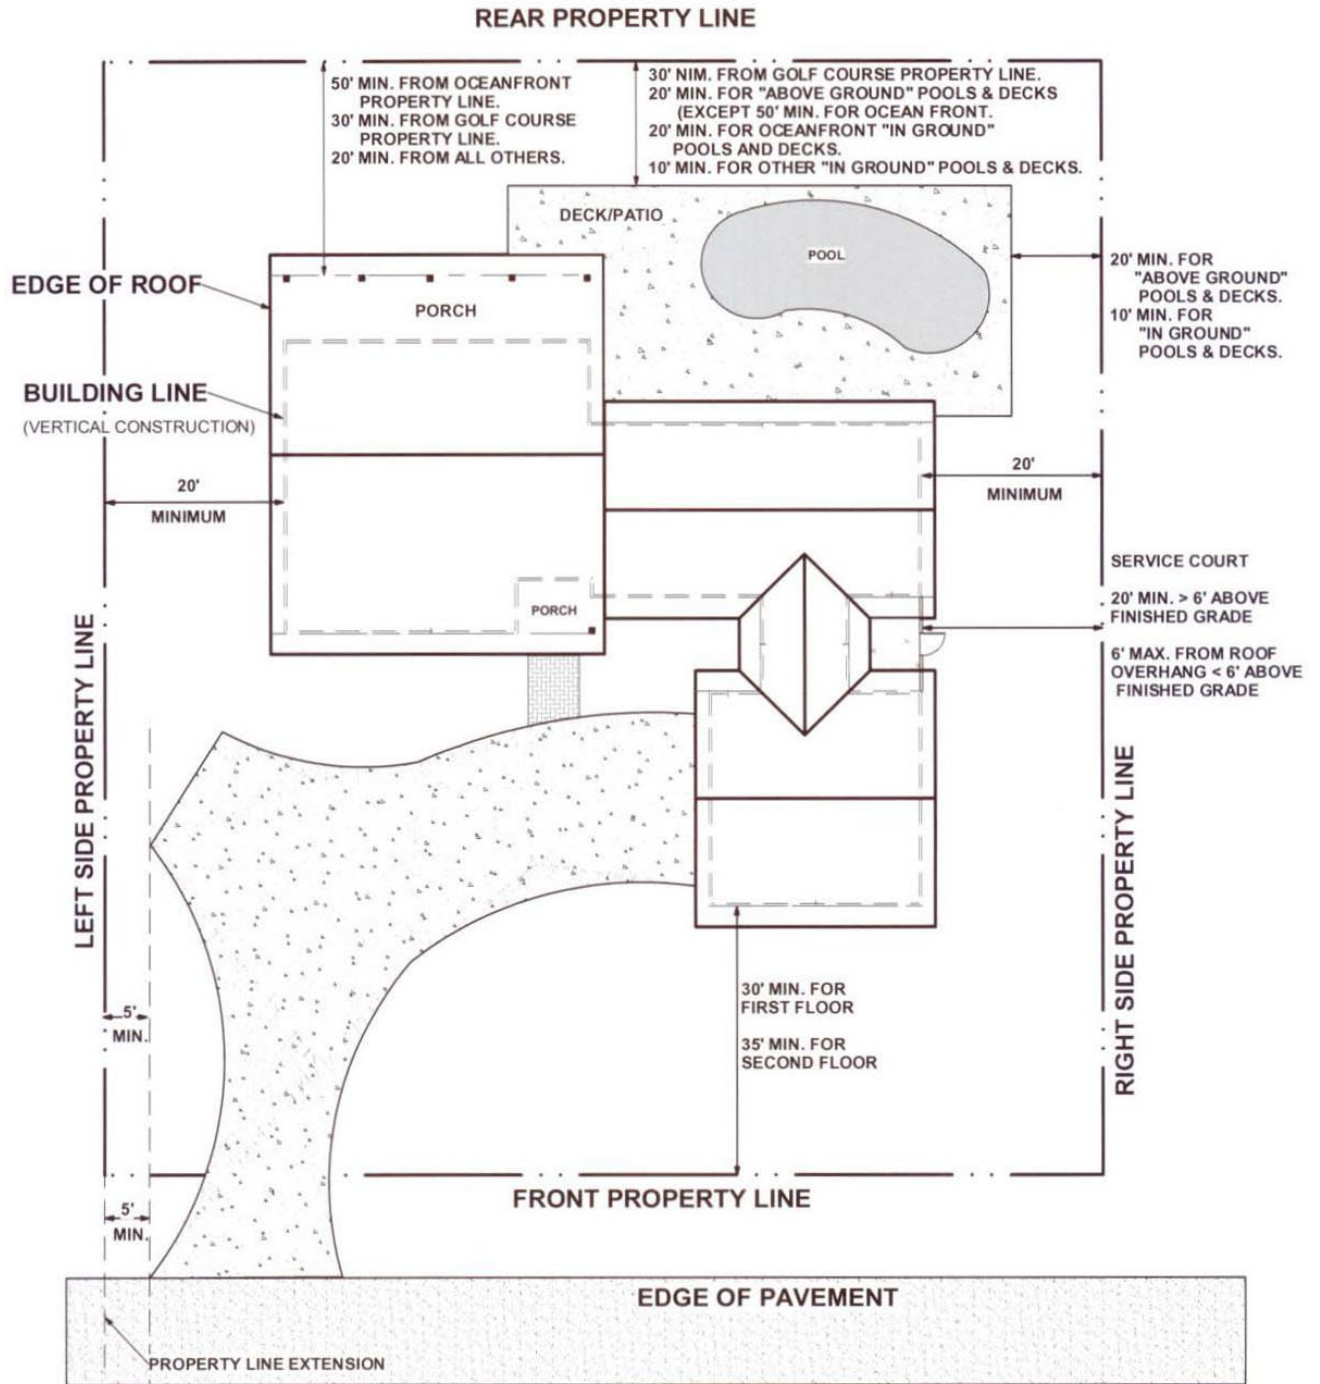 REAR PROPERTY LINE
50' MIN. FROM OCEANFRONT
PROPERTY LINE.
30' MIN. FROM GOLF COURSE
PROPERTY LINE.
20' MIN. FROM ALL OTHERS.
30' NIM. FROM GOLF COURSE PROPERTY LINE.
20' MIN. FOR "ABOVE GROUND" POOLS & DECKS
(EXCEPT 50' MIN. FOR OCEAN FRONT.
20' MIN. FOR OCEANFRONT "IN GROUND"
POOLS AND DECKS.
10' MIN. FOR OTHER "IN GROUND" POOLS & DECKS.
DECK/PATIO
POOL
20' MIN. FOR
"ABOVE GROUND"
POOLS & DECKS.
10' MIN. FOR
"IN GROUND"
POOLS & DECKS.
EDGE OF ROOF
PORCH
BUILDING LINE
(VERTICAL CONSTRUCTION)
20'
MINIMUM
20'
MINIMUM
SERVICE COURT
20' MIN. > 6' ABOVE
FINISHED GRADE
6' MAX. FROM ROOF
OVERHANG < 6' ABOVE
FINISHED GRADE
PORCH
LEFT SIDE PROPERTY LINE
RIGHT SIDE PROPERTY LINE
30' MIN. FOR
FIRST FLOOR
35' MIN. FOR
SECOND FLOOR
5'
MIN.
FRONT PROPERTY LINE
5'
MIN.
EDGE OF PAVEMENT
PROPERTY LINE EXTENSION